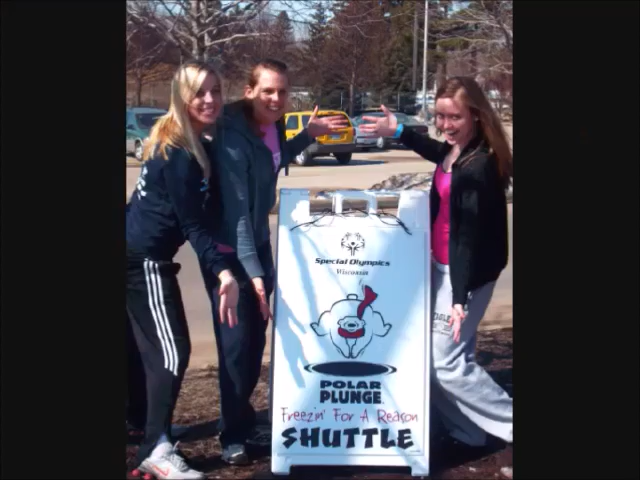 Special Olympics
Wisconsin
POLAR
PLUNGE
Freezin' For A Reason
SHUTTLE